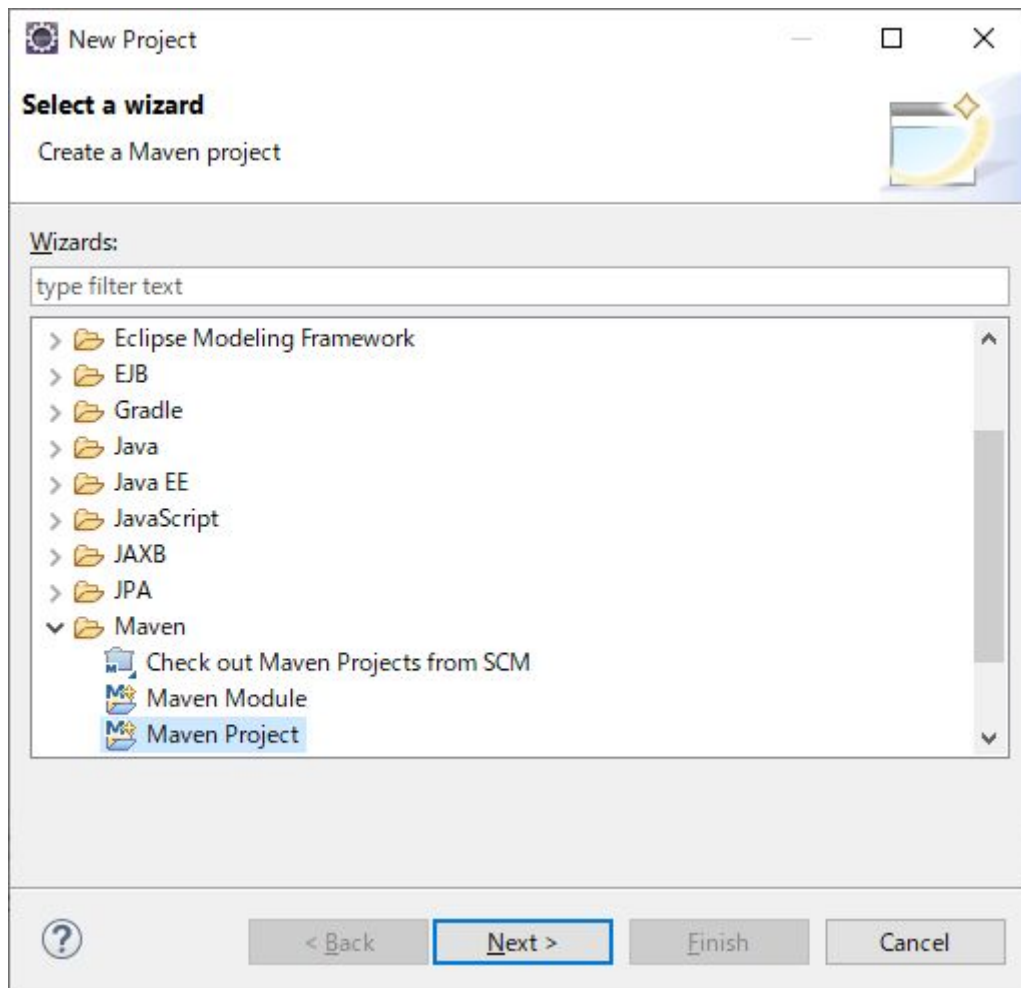 New Project
Select a wizard
Create a Maven project
Wizards:
type filter text
Eclipse Modeling Framework
EJB
Gradle
Java
Java EE
JavaScript
JAXB
JPA
Maven
Check out Maven Projects from SCM
Maven Module
Maven Project
< Back Next > Finish Cancel